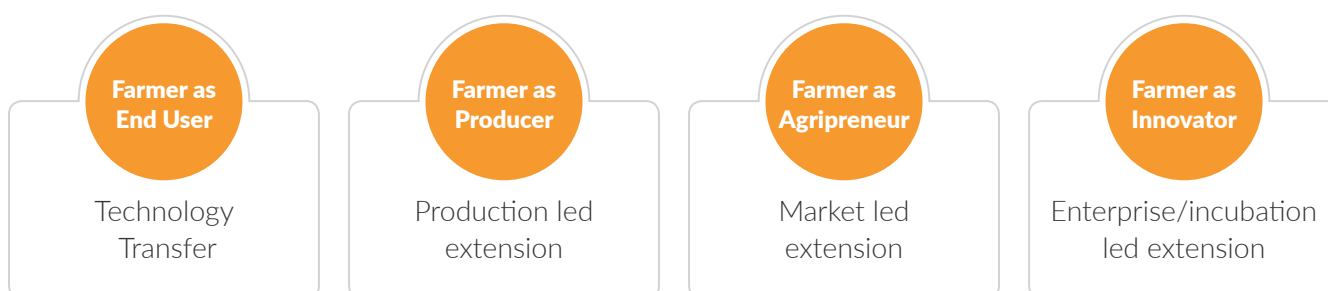 Farmer as
End User
Technology
Transfer
Farmer as
Producer
Production led
extension
Farmer as
Agripreneur
Market led
extension
Farmer as
Innovator
Enterprise/incubation
led extension